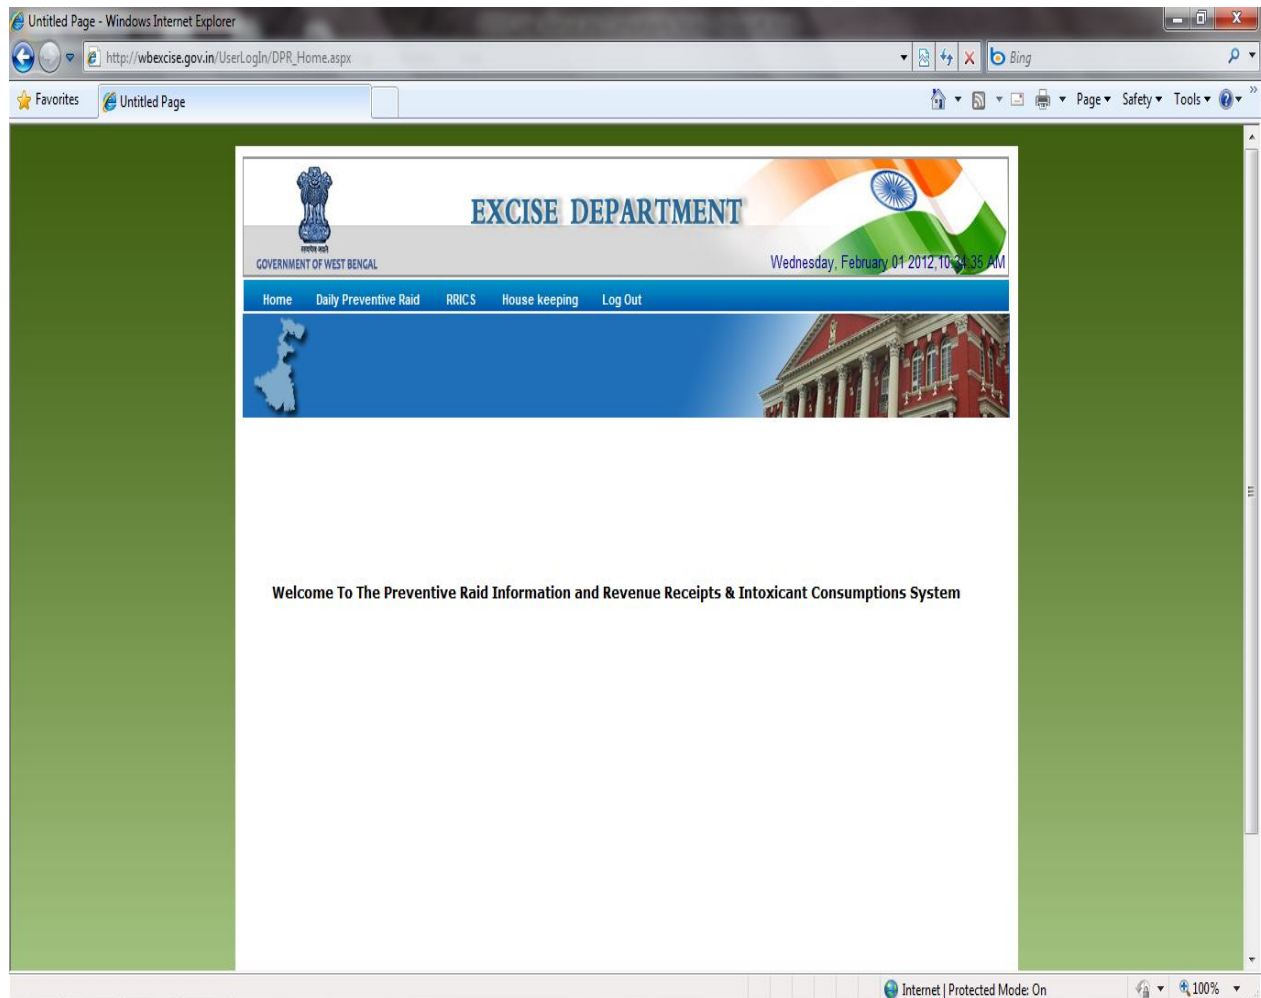 Untitled Page - Windows Internet Explorer
http://wbexcise.gov.in/UserLogIn/DPR_Home.aspx
Bing
Favorites
Untitled Page
Page
Safety
Tools
EXCISE DEPARTMENT
सत्यमेव जयते
GOVERNMENT OF WEST BENGAL
Wednesday, February 01 2012,10:34:35 AM
Home Daily Preventive Raid RRICS House keeping Log Out
Welcome To The Preventive Raid Information and Revenue Receipts & Intoxicant Consumptions System
Internet | Protected Mode: On
100%